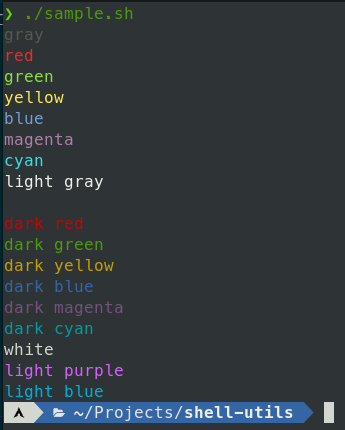 ❯ ./sample.sh
gray
red
green
yellow
blue
magenta
cyan
light gray
dark red
dark green
dark yellow
dark blue
dark magenta
dark cyan
white
light purple
light blue
~/Projects/shell-utils